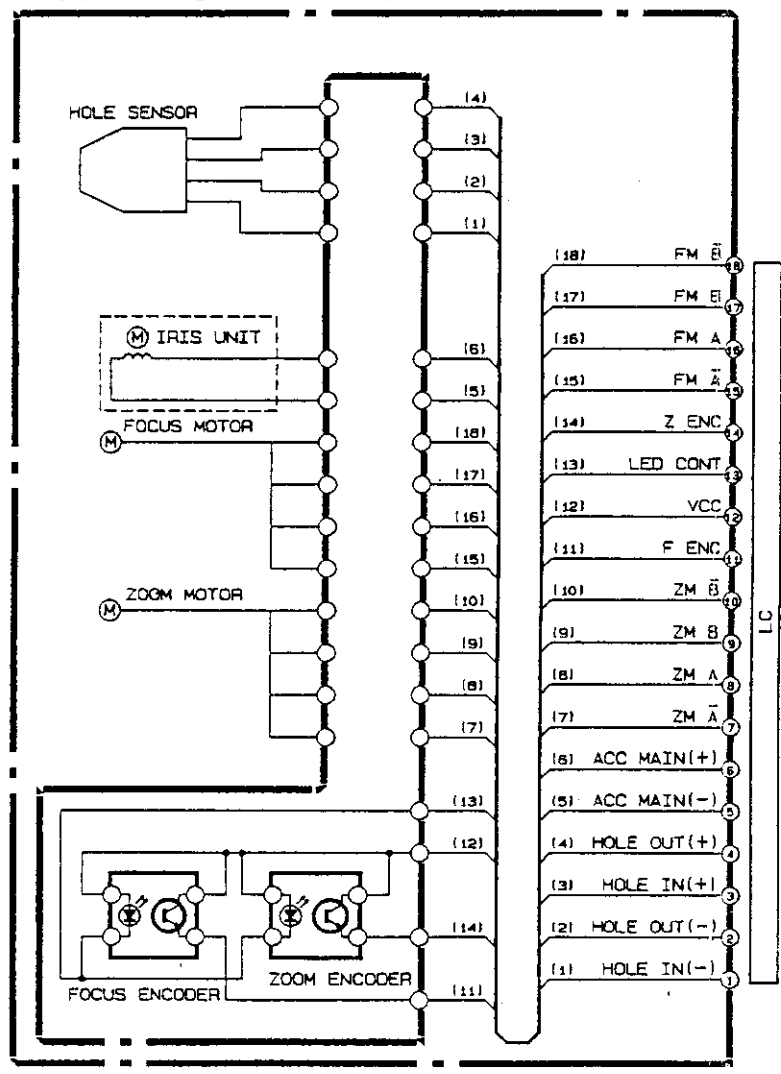 HOLE SENSOR
(4)
(3)
(2)
(1)
M IRIS UNIT
(6)
(5)
M FOCUS MOTOR
(18)
(17)
(16)
(15)
M ZOOM MOTOR
(10)
(9)
(8)
(7)
(13)
(12)
(14)
(11)
FOCUS ENCODER
ZOOM ENCODER
(18) FM B̅ 18
(17) FM B 17
(16) FM A 16
(15) FM A̅ 15
(14) Z ENC 14
(13) LED CONT 13
(12) VCC 12
(11) F ENC 11
(10) ZM B̅ 10
(9) ZM B 9
(8) ZM A 8
(7) ZM A̅ 7
(6) ACC MAIN(+) 6
(5) ACC MAIN(-) 5
(4) HOLE OUT(+) 4
(3) HOLE IN(+) 3
(2) HOLE OUT(-) 2
(1) HOLE IN(-) 1
LC